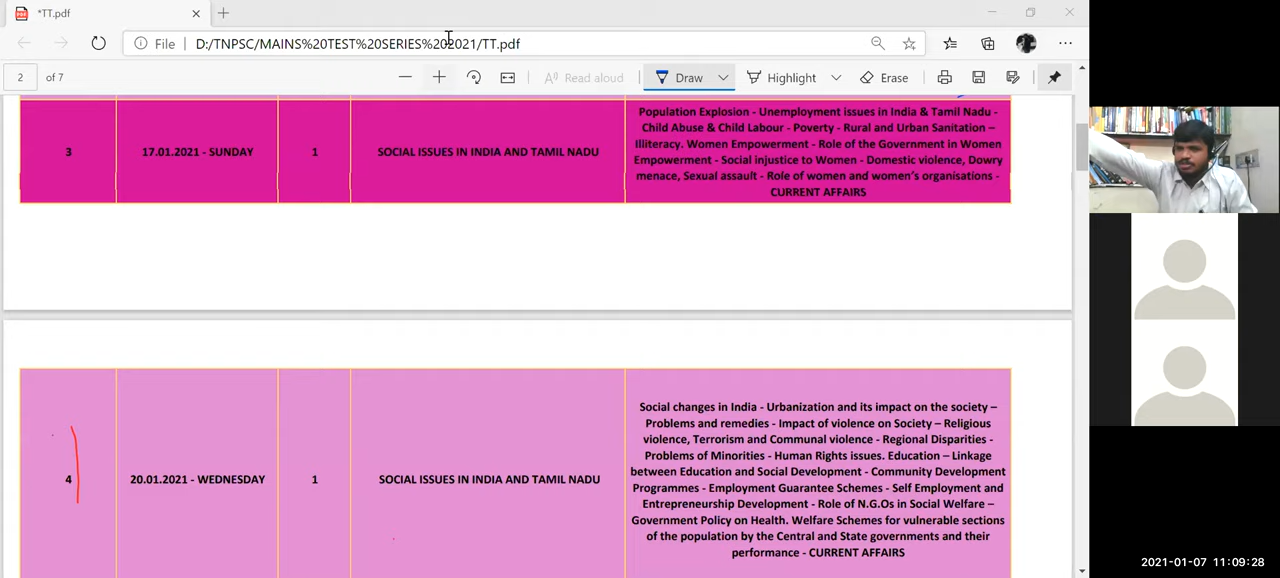 *TT.pdf
File | D:/TNPSC/MAINS%20TEST%20SERIES%202021/TT.pdf
2 of 7
Read aloud
Draw
Highlight
Erase
3
17.01.2021 - SUNDAY
1
SOCIAL ISSUES IN INDIA AND TAMIL NADU
Population Explosion - Unemployment issues in India & Tamil Nadu -
Child Abuse & Child Labour - Poverty - Rural and Urban Sanitation –
Illiteracy. Women Empowerment - Role of the Government in Women
Empowerment - Social injustice to Women - Domestic violence, Dowry
menace, Sexual assault - Role of women and women's organisations -
CURRENT AFFAIRS
4
20.01.2021 - WEDNESDAY
1
SOCIAL ISSUES IN INDIA AND TAMIL NADU
Social changes in India - Urbanization and its impact on the society –
Problems and remedies - Impact of violence on Society – Religious
violence, Terrorism and Communal violence - Regional Disparities -
Problems of Minorities - Human Rights issues. Education – Linkage
between Education and Social Development - Community Development
Programmes - Employment Guarantee Schemes - Self Employment and
Entrepreneurship Development - Role of N.G.Os in Social Welfare –
Government Policy on Health. Welfare Schemes for vulnerable sections
of the population by the Central and State governments and their
performance - CURRENT AFFAIRS
2021-01-07 11:09:28